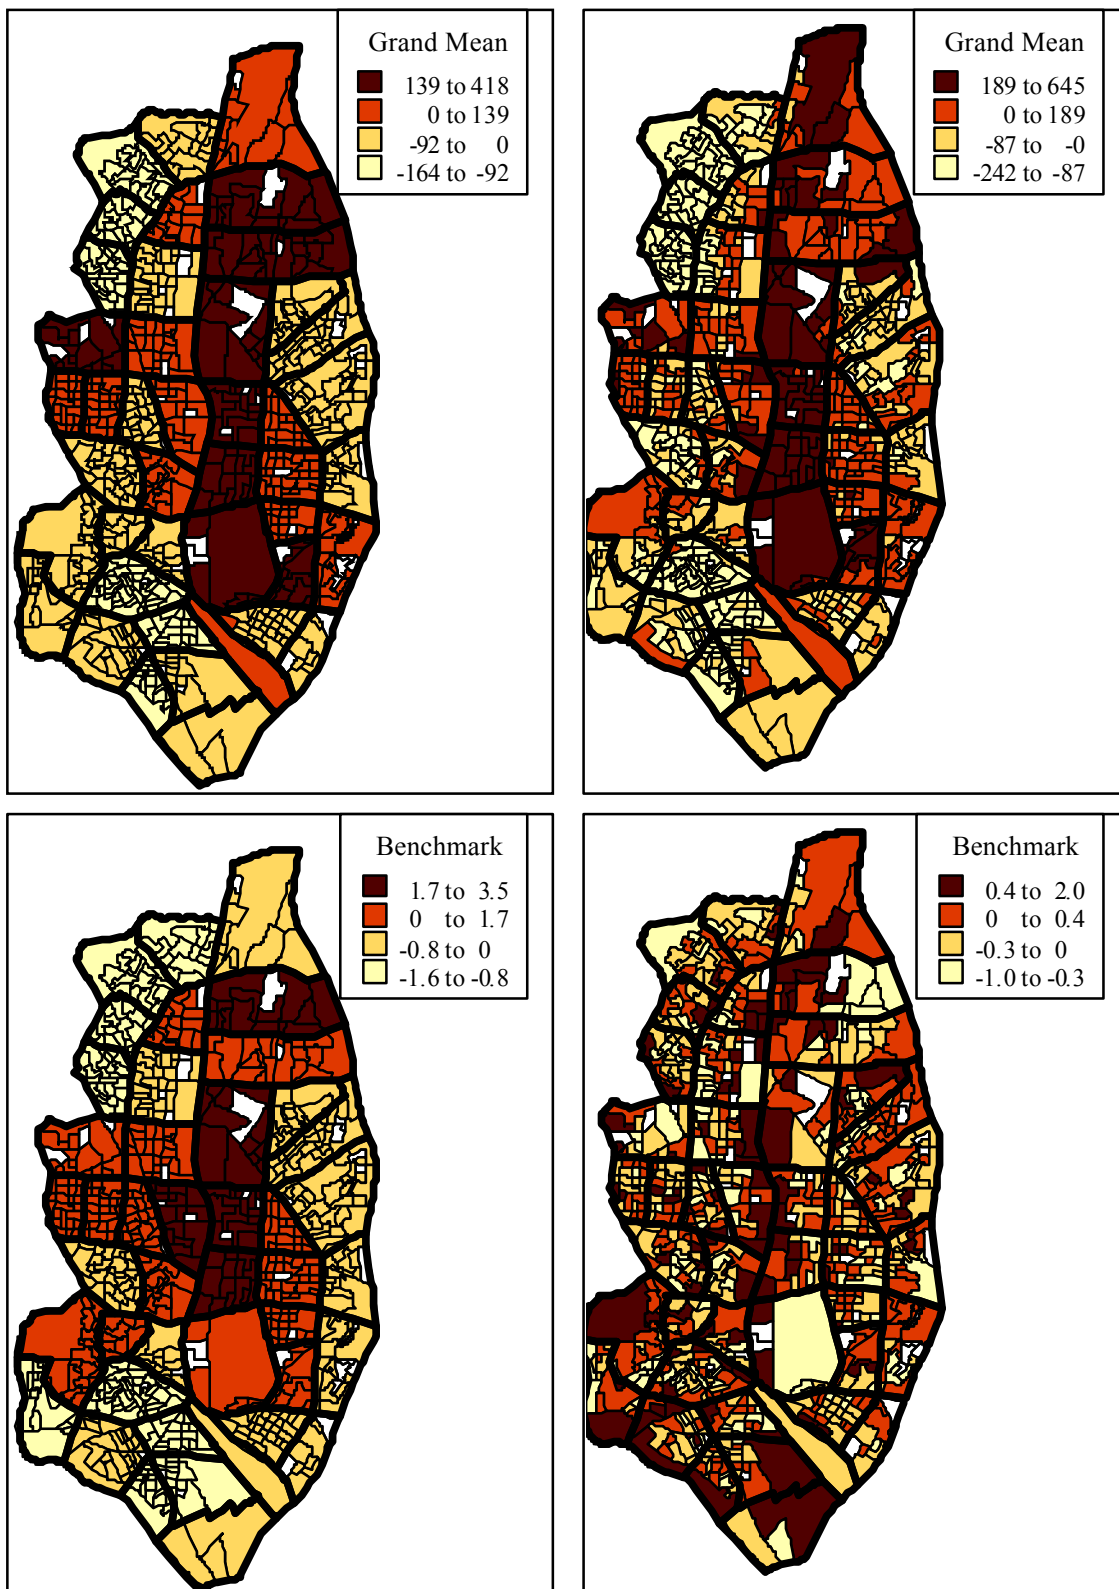 Grand Mean
139 to 418
0 to 139
-92 to 0
-164 to -92
Grand Mean
189 to 645
0 to 189
-87 to -0
-242 to -87
Benchmark
1.7 to 3.5
0 to 1.7
-0.8 to 0
-1.6 to -0.8
Benchmark
0.4 to 2.0
0 to 0.4
-0.3 to 0
-1.0 to -0.3